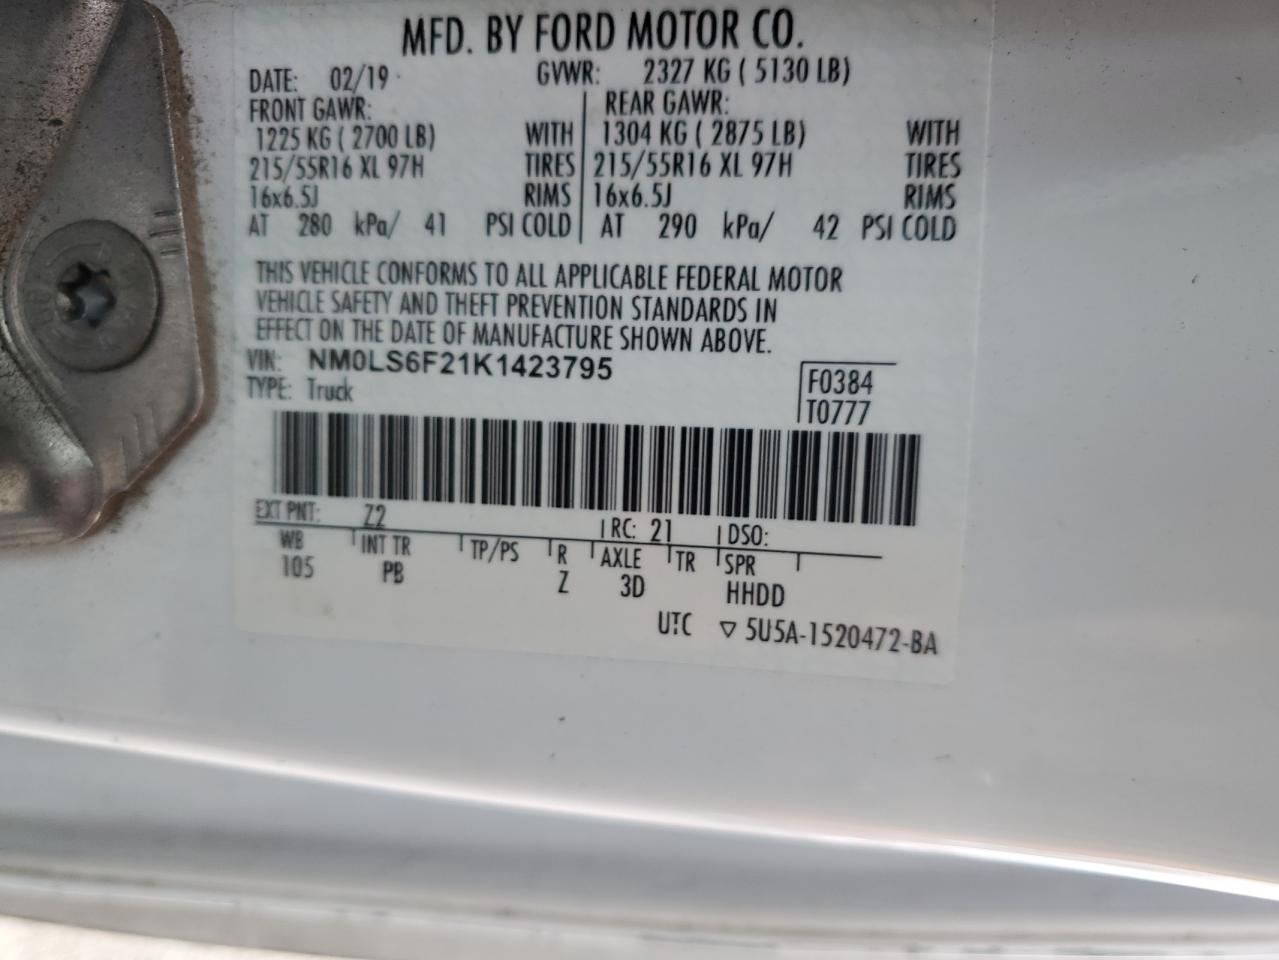 MFD. BY FORD MOTOR CO.
DATE: 02/19 GVWR: 2327 KG ( 5130 LB)
FRONT GAWR: REAR GAWR:
1225 KG ( 2700 LB) WITH 1304 KG ( 2875 LB) WITH
215/55R16 XL 97H TIRES 215/55R16 XL 97H TIRES
16x6.5J RIMS 16x6.5J RIMS
AT 280 kPa/ 41 PSI COLD AT 290 kPa/ 42 PSI COLD
THIS VEHICLE CONFORMS TO ALL APPLICABLE FEDERAL MOTOR
VEHICLE SAFETY AND THEFT PREVENTION STANDARDS IN
EFFECT ON THE DATE OF MANUFACTURE SHOWN ABOVE.
VIN: NM0LS6F21K1423795
TYPE: Truck
F0384
T0777
EXT PNT: Z2 RC: 21 DSO:
WB INT TR TP/PS R AXLE TR SPR
105 PB Z 3D HHDD
UTC ▽ 5U5A-1520472-BA